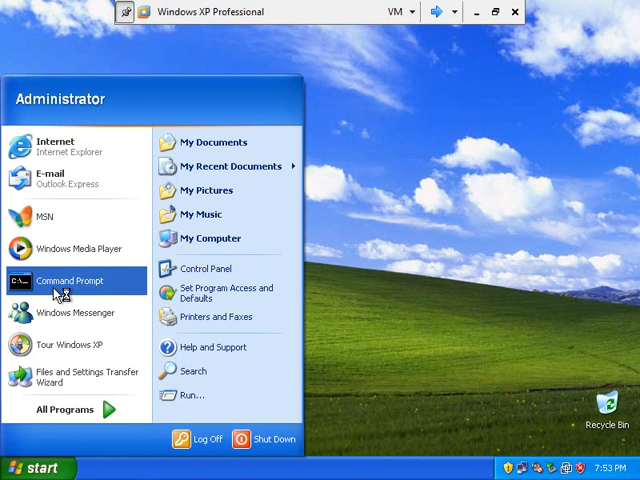 Windows XP Professional
VM
Administrator
Internet
Internet Explorer
E-mail
Outlook Express
MSN
Windows Media Player
C:\...
Command Prompt
Windows Messenger
Tour Windows XP
Files and Settings Transfer
Wizard
All Programs
My Documents
My Recent Documents
My Pictures
My Music
My Computer
Control Panel
Set Program Access and
Defaults
Printers and Faxes
Help and Support
Search
Run...
Log Off
Shut Down
Recycle Bin
start
7:53 PM